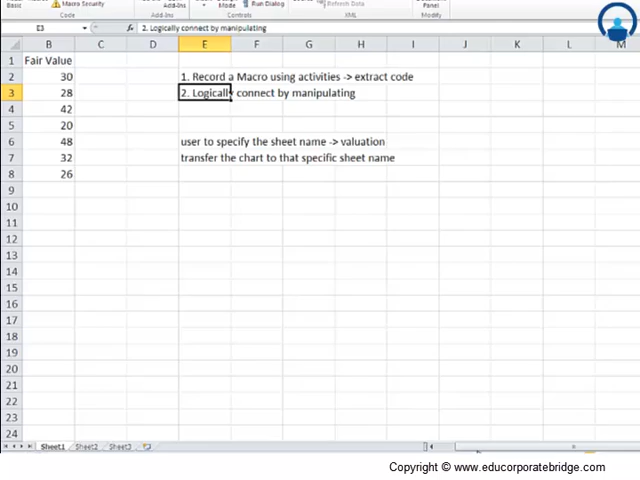 Basic
Macro Security
Add-Ins
Run Dialog
Refresh Data
Panel
Code
Add-Ins
Controls
XML
Modify
E3
fx
2. Logically connect by manipulating
B C D E F G H I J K L M
1 Fair Value
2 30 1. Record a Macro using activities -> extract code
3 28 2. Logically connect by manipulating
4 42
5 20
6 48 user to specify the sheet name -> valuation
7 32 transfer the chart to that specific sheet name
8 26
9
10
11
12
13
14
15
16
17
18
19
20
21
22
23
24
Sheet1 Sheet2 Sheet3
Copyright © www.educorporatebridge.com